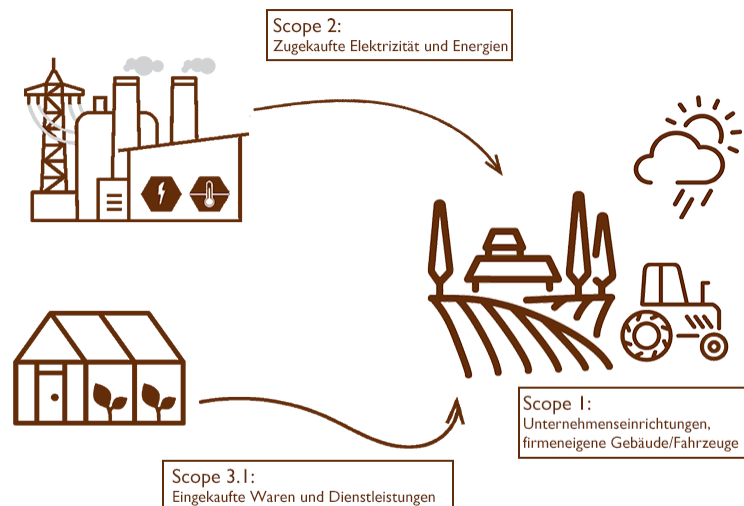 Scope 2:
Zugekaufte Elektrizität und Energien
Scope 1:
Unternehmenseinrichtungen,
firmeneigene Gebäude/Fahrzeuge
Scope 3.1:
Eingekaufte Waren und Dienstleistungen